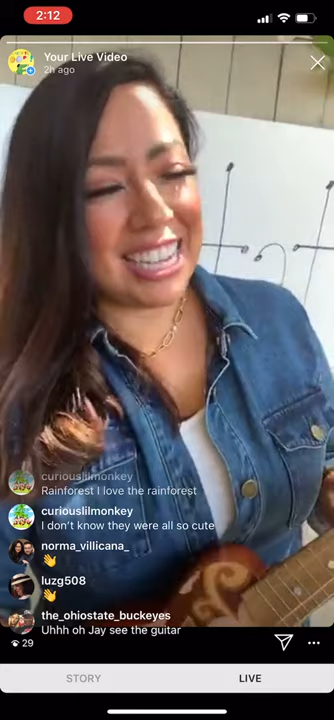 2:12
Your Live Video
2h ago
curiouslilmonkey
Rainforest I love the rainforest
curiouslilmonkey
I don't know they were all so cute
norma_villicana_
👋
luzg508
👋
the_ohiostate_buckeyes
Uhhh oh Jay see the guitar
29
STORY
LIVE